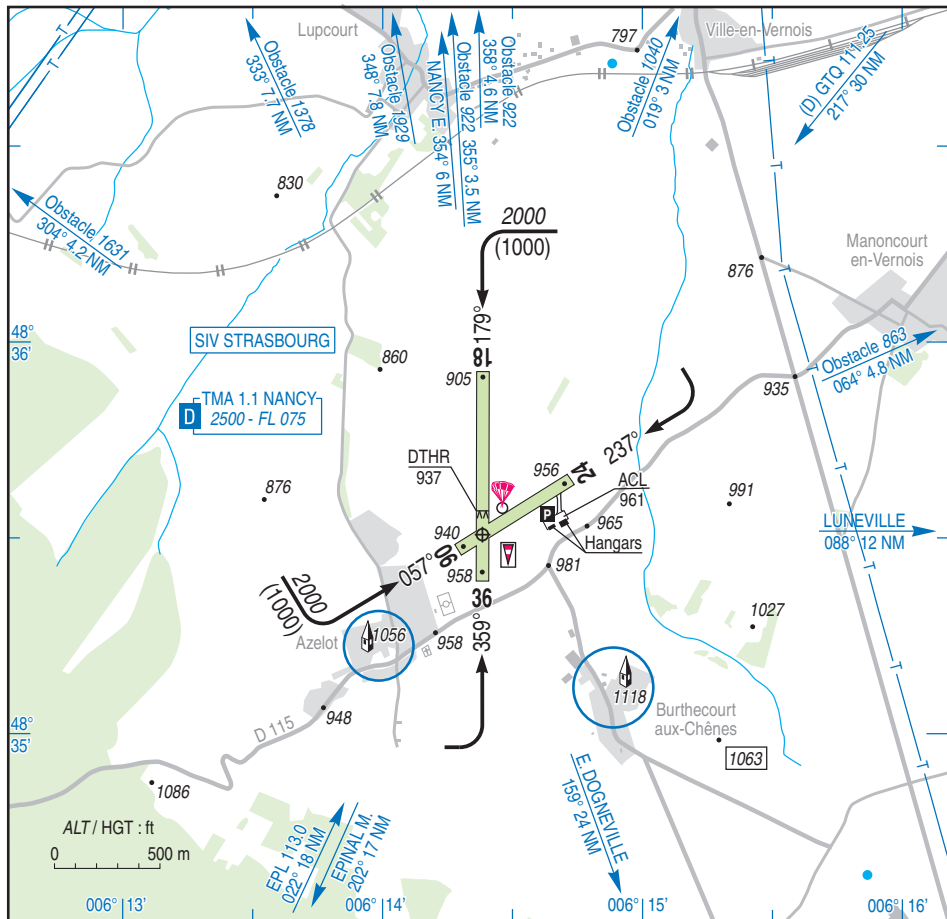 Lupcourt
797
Ville-en-Vernois
Obstacle 1378
333° 7.7 NM
Obstacle 1929
348° 7.8 NM
NANCY E. 354° 6 NM
Obstacle 922 355° 3.5 NM
Obstacle 922
358° 4.6 NM
Obstacle 1040
019° 3 NM
(D) GTQ 111.25
217° 30 NM
T
T
T
830
Obstacle 1631
304° 4.2 NM
2000
(1000)
Manoncourt
en-Vernois
876
T
48°
36'
SIV STRASBOURG
179°
18
860
905
Obstacle 863
064° 4.8 NM
935
D
TMA 1.1 NANCY
2500 - FL 075
237°
24
DTHR
937
956
ACL
961
876
991
P
965
Hangars
LUNEVILLE
088° 12 NM
940
06
057°
958
981
36
359°
2000
(1000)
1027
Azelot
1056
958
T
948
1118
Burthecourt
aux-Chênes
48°
35'
D 115
1063
1086
E. DOGNEVILLE
159° 24 NM
T
ALT / HGT : ft
0 500 m
EPL 113.0
022° 18 NM
EPINAL M.
202° 17 NM
T
006° 13'
006° 14'
006° 15'
006° 16'